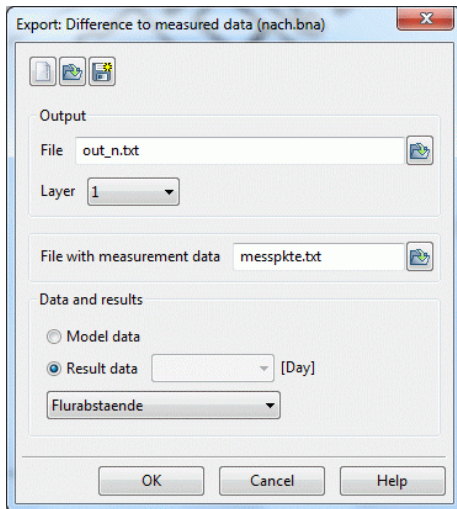 Export: Difference to measured data (nach.bna)
Output
File out_n.txt
Layer 1
File with measurement data messpkte.txt
Data and results
Model data
Result data [Day]
Flurabstaende
OK Cancel Help